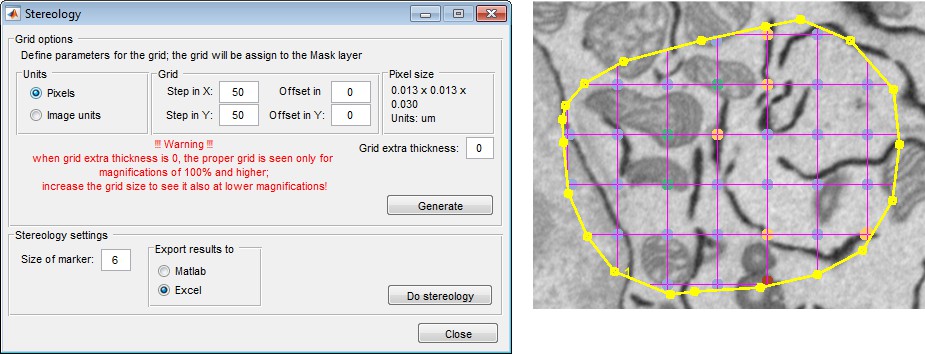 Stereology
Grid options
Define parameters for the grid; the grid will be assign to the Mask layer
Units
Pixels
Image units
Grid
Step in X: 50 Offset in 0
Step in Y: 50 Offset in Y: 0
Pixel size
0.013 x 0.013 x
0.030
Units: um
!!! Warning !!!
when grid extra thickness is 0, the proper grid is seen only for
magnifications of 100% and higher;
increase the grid size to see it also at lower magnifications!
Grid extra thickness: 0
Generate
Stereology settings
Size of marker: 6
Export results to
Matlab
Excel
Do stereology
Close
1